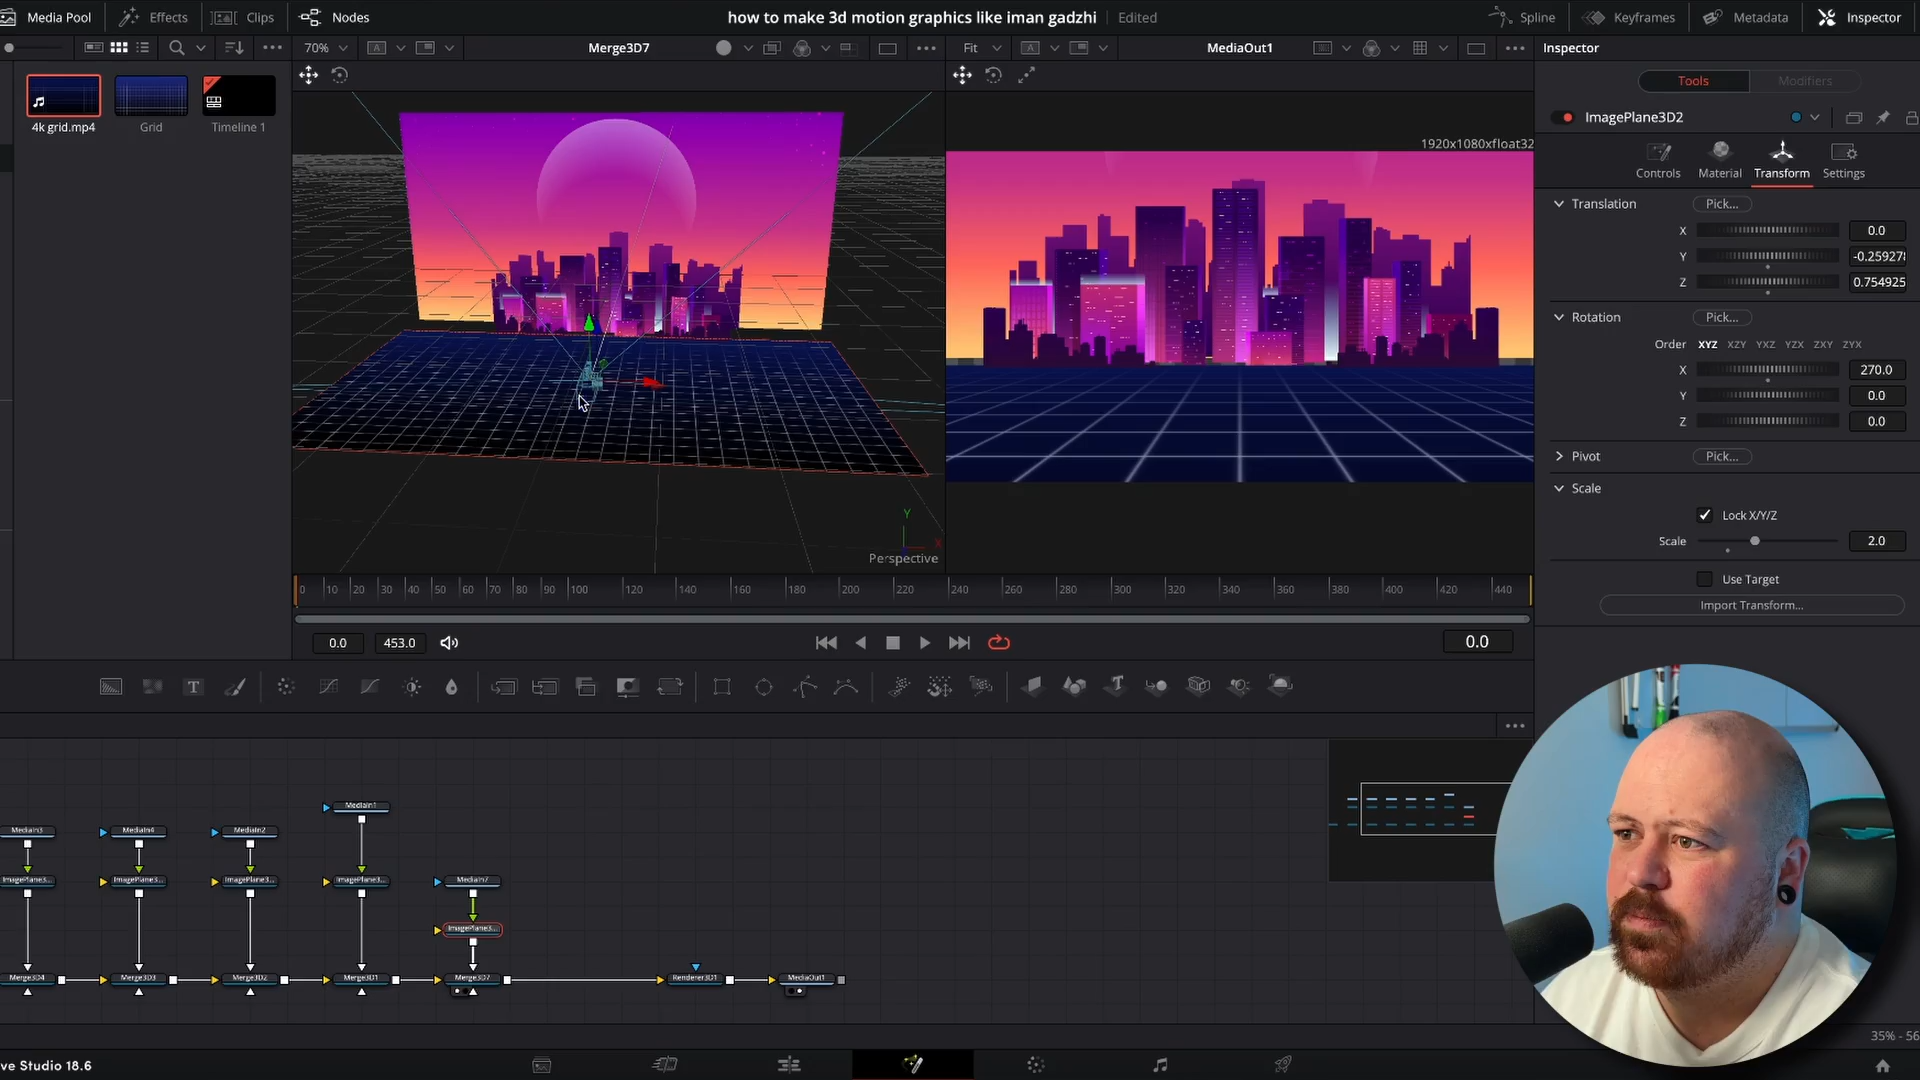 Media Pool Effects Clips Nodes how to make 3d motion graphics like iman gadzhi Edited Spline Keyframes Metadata Inspector
70% Merge3D7 Fit MediaOut1 Inspector
Tools Modifiers
4k grid.mp4 Grid Timeline 1
ImagePlane3D2
1920x1080xfloat32
Controls Material Transform Settings
Translation Pick...
X 0.0
Y -0.25927
Z 0.754925
Rotation Pick...
Order XYZ XZY YXZ YZX ZXY ZYX
X 270.0
Y 0.0
Z 0.0
Pivot Pick...
Scale
Lock X/Y/Z
Scale 2.0
Use Target
Import Transform...
Y
X
Perspective
0 10 20 30 40 50 60 70 80 90 100 120 140 160 180 200 220 240 260 280 300 320 340 360 380 400 420 440
0.0 453.0 0.0
T T
MediaIn1
MediaIn3 MediaIn4 MediaIn2
ImagePlane3... ImagePlane3... ImagePlane3... ImagePlane3... MediaIn7
ImagePlane3...
Merge3D4 Merge3D3 Merge3D2 Merge3D1 Merge3D7 Renderer3D1 MediaOut1
35% - 56
ve Studio 18.6